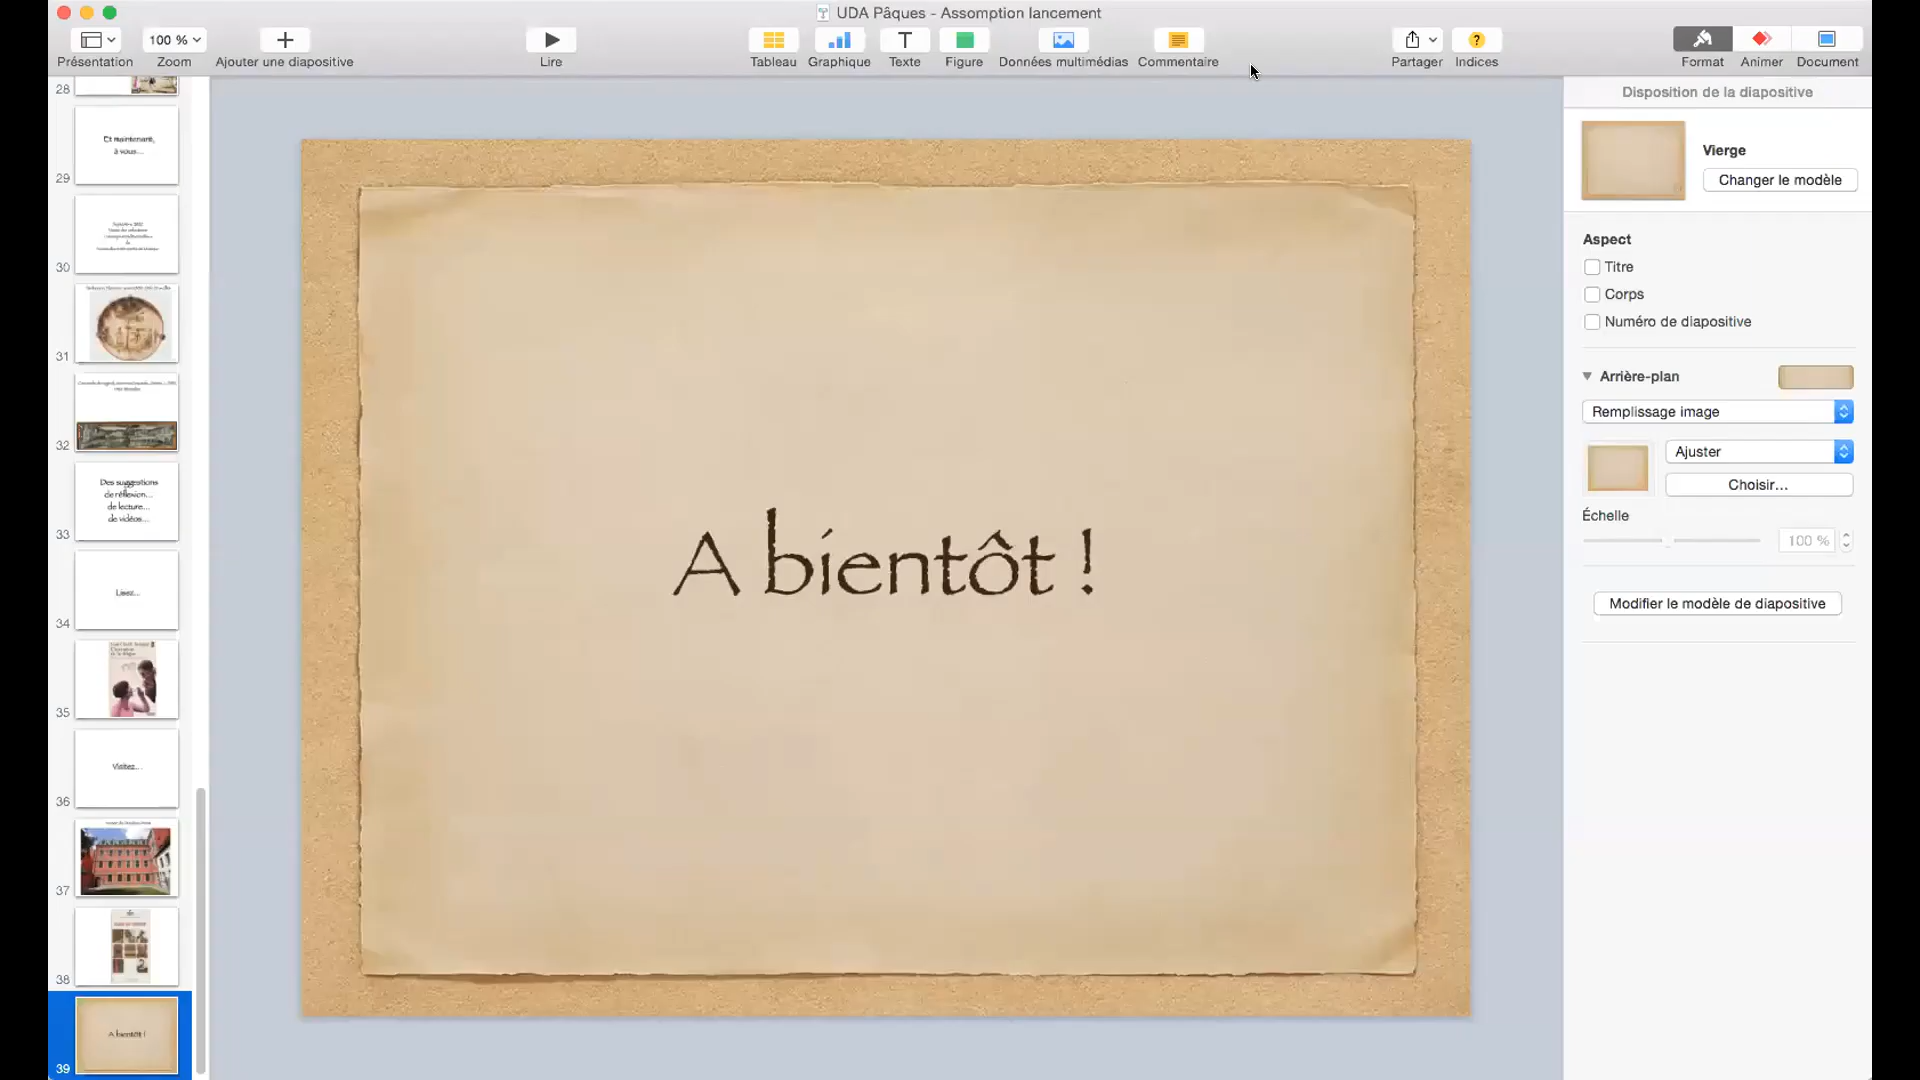 UDA Pâques - Assomption lancement
100 %
Présentation Zoom Ajouter une diapositive Lire Tableau Graphique Texte Figure Données multimédias Commentaire Partager Indices Format Animer Document
28
Et maintenant,
à vous...
29
30
31
32
Des suggestions
de réflexion...
de lecture...
de vidéos...
33
Lisez...
34
35
Visitez...
36
37
38
A bientôt !
39
A bientôt !
Disposition de la diapositive
Vierge
Changer le modèle
Aspect
Titre
Corps
Numéro de diapositive
Arrière-plan
Remplissage image
Ajuster
Choisir...
Échelle
100 %
Modifier le modèle de diapositive